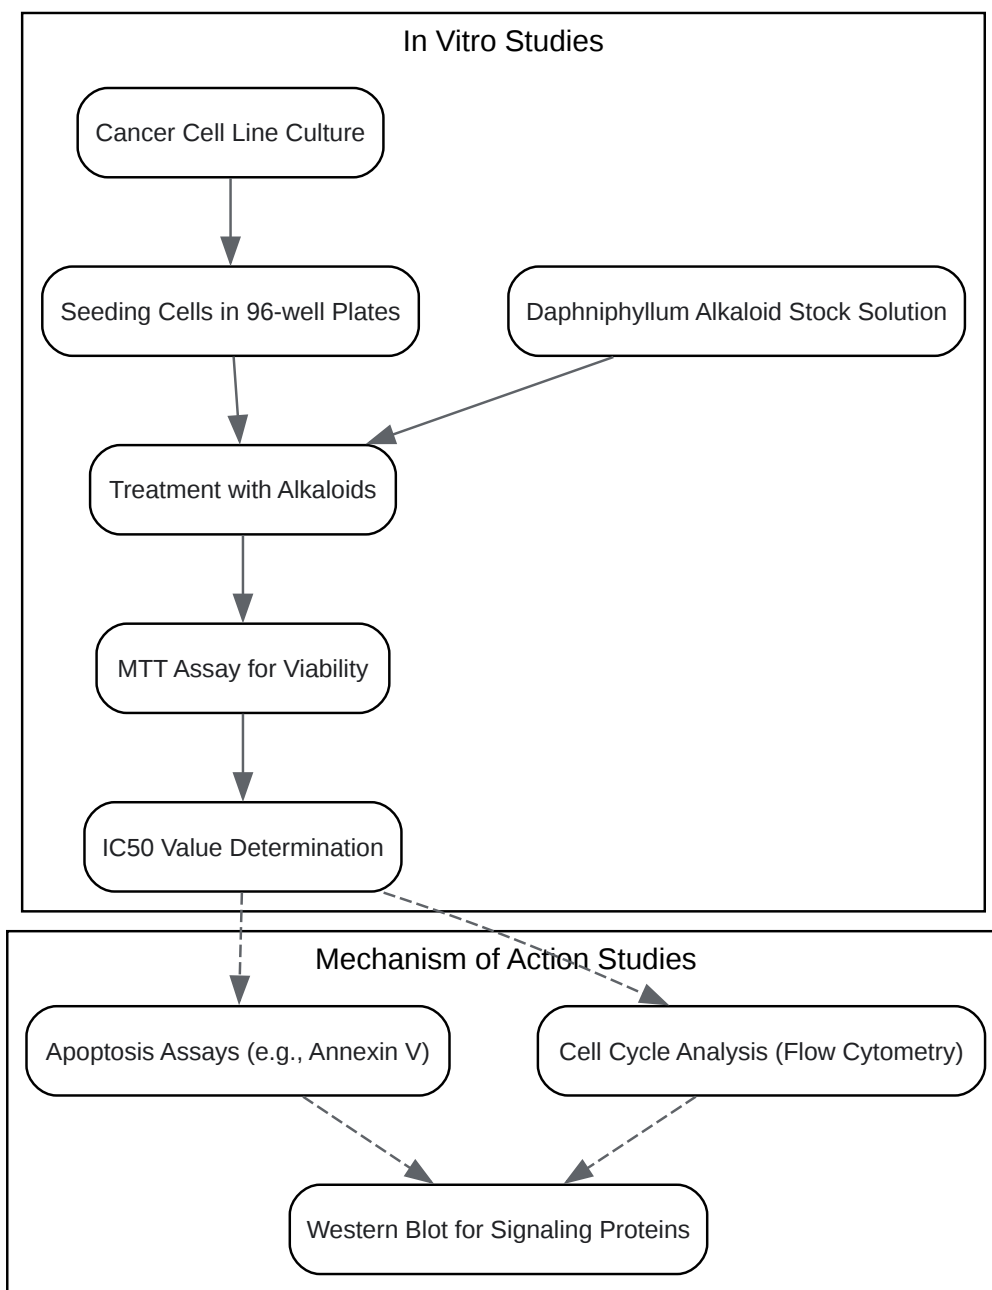 In Vitro Studies
Cancer Cell Line Culture
Seeding Cells in 96-well Plates
Daphniphyllum Alkaloid Stock Solution
Treatment with Alkaloids
MTT Assay for Viability
IC50 Value Determination
Mechanism of Action Studies
Apoptosis Assays (e.g., Annexin V)
Cell Cycle Analysis (Flow Cytometry)
Western Blot for Signaling Proteins